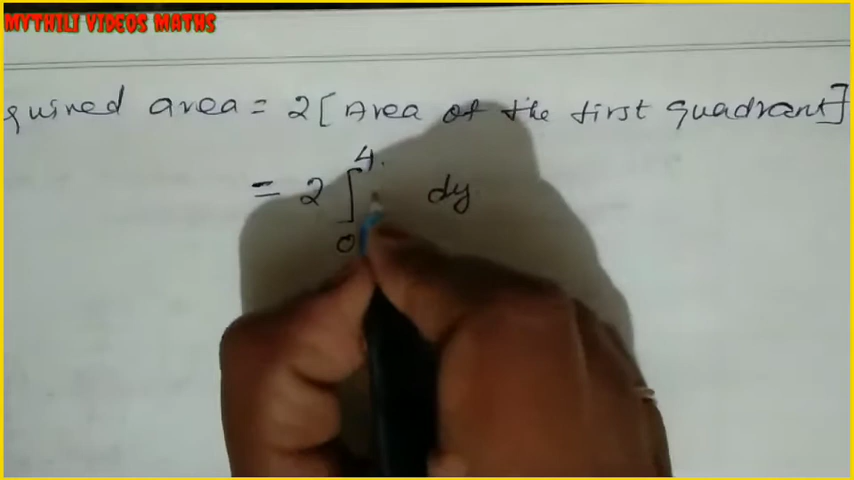 MYTHILI VIDEOS MATHS
quired area = 2 [ Area of the first quadrant ]
= 2 ∫₀⁴ dy